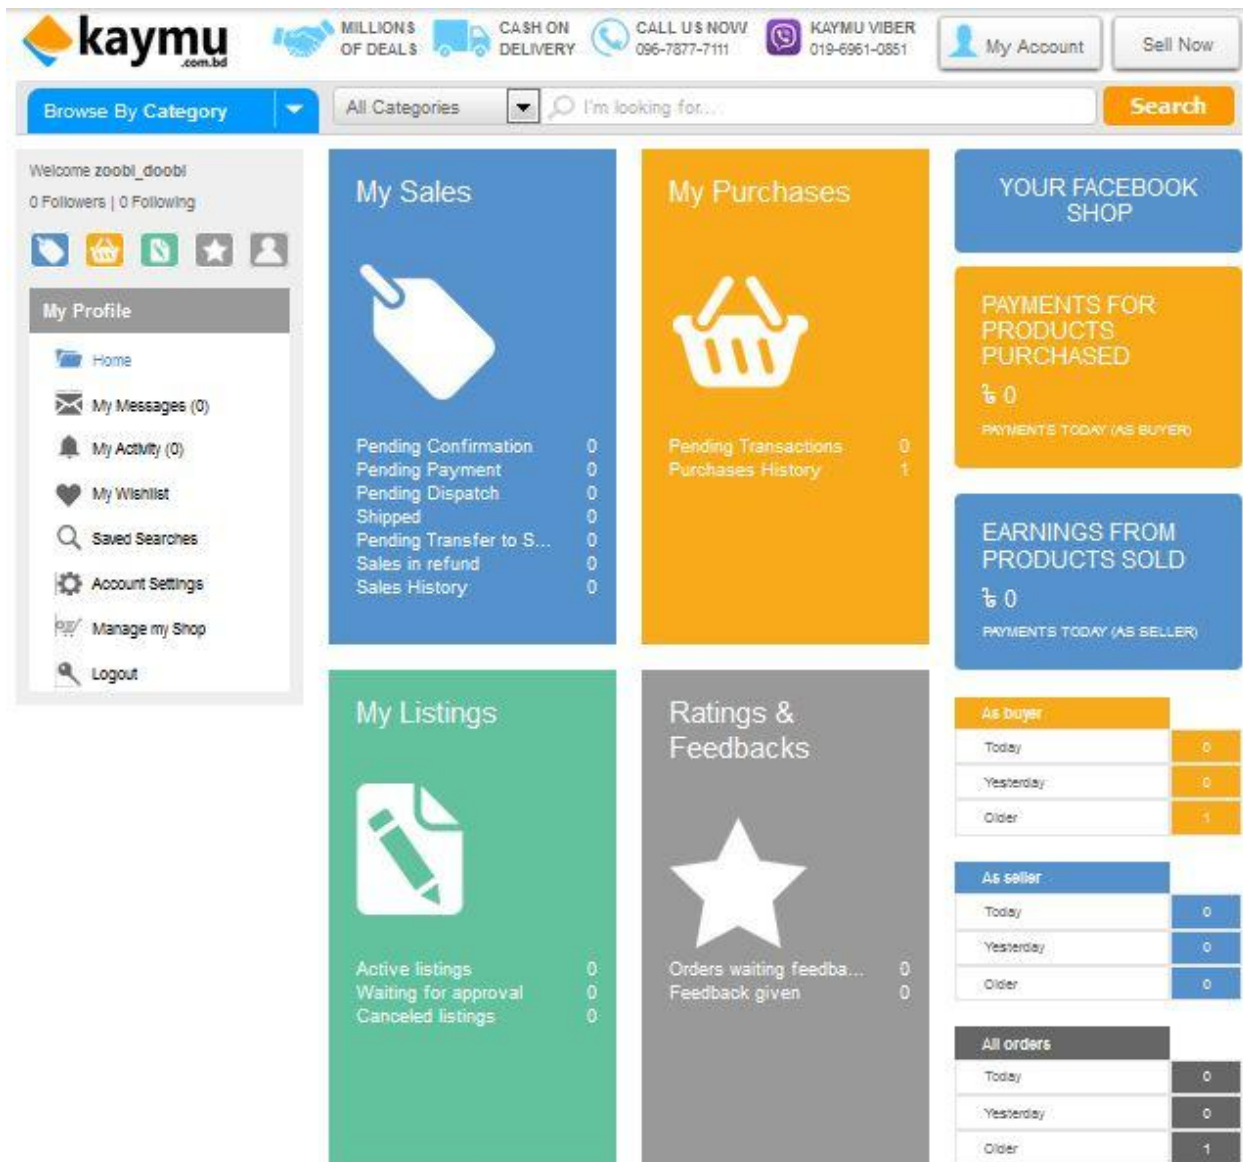 kaymu
.com.bd
MILLIONS
OF DEALS
CASH ON
DELIVERY
CALL US NOW
096-7877-7111
KAYMU VIBER
019-6961-0851
My Account
Sell Now
Browse By Category
All Categories
I'm looking for...
Search
Welcome zoobi_doobi
0 Followers | 0 Following
My Profile
Home
My Messages (0)
My Activity (0)
My Wishlist
Saved Searches
Account Settings
Manage my Shop
Logout
My Sales
Pending Confirmation 0
Pending Payment 0
Pending Dispatch 0
Shipped 0
Pending Transfer to S... 0
Sales in refund 0
Sales History 0
My Purchases
Pending Transactions 0
Purchases History 1
My Listings
Active listings 0
Waiting for approval 0
Canceled listings 0
Ratings &
Feedbacks
Orders waiting feedba... 0
Feedback given 0
YOUR FACEBOOK
SHOP
PAYMENTS FOR
PRODUCTS
PURCHASED
৳ 0
PAYMENTS TODAY (AS BUYER)
EARNINGS FROM
PRODUCTS SOLD
৳ 0
PAYMENTS TODAY (AS SELLER)
As buyer
Today 0
Yesterday 0
Older 1
As seller
Today 0
Yesterday 0
Older 0
All orders
Today 0
Yesterday 0
Older 1